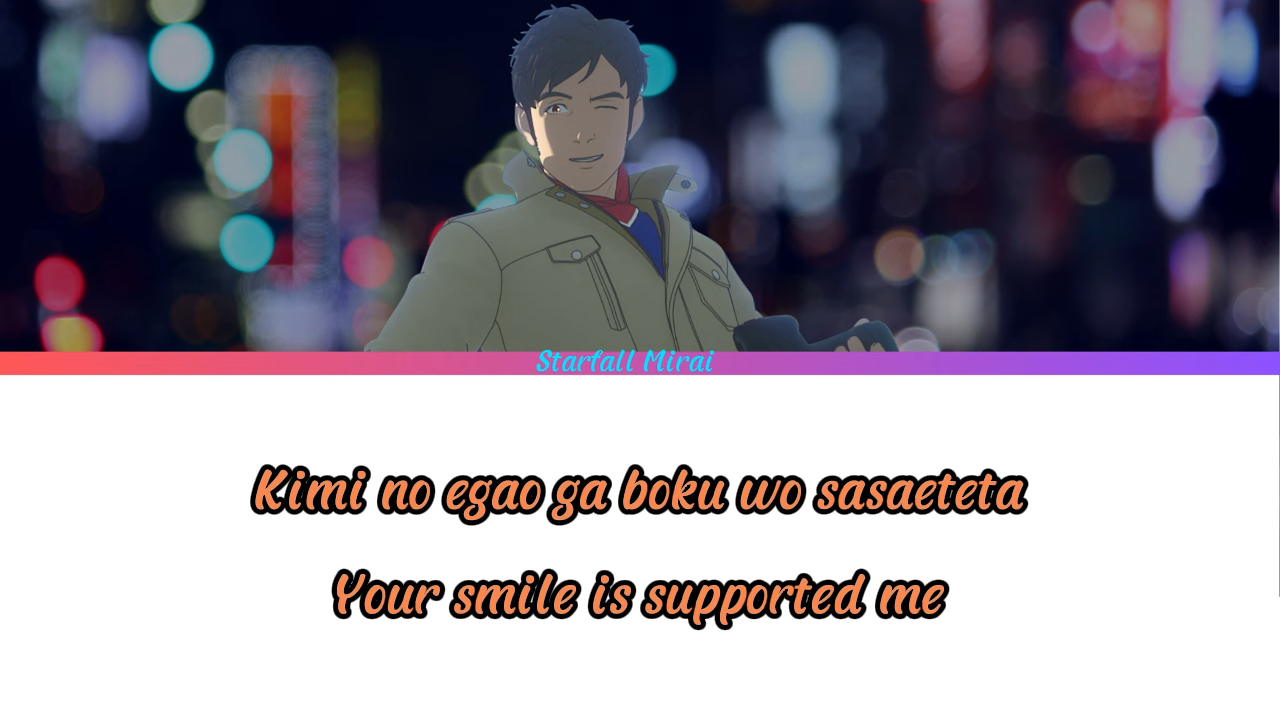 Starfall Mirai
Kimi no egao ga boku wo sasaeteta
Your smile is supported me